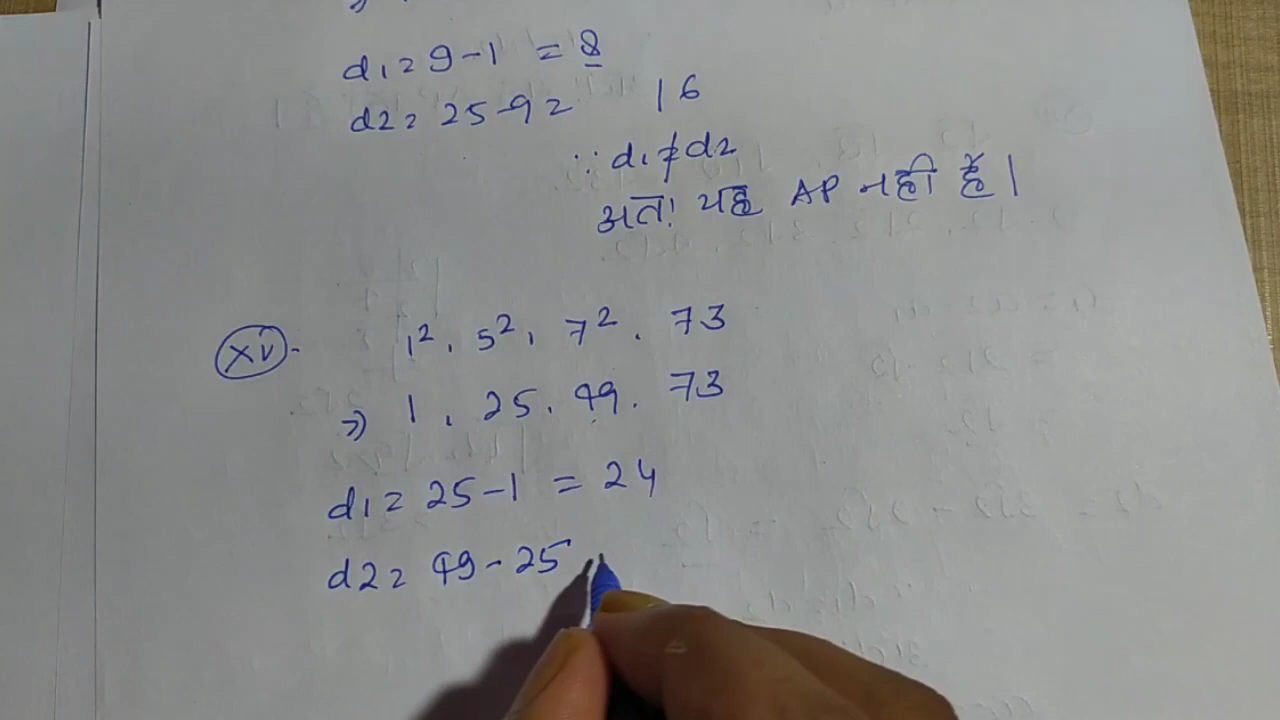 d1 = 9-1 = 8
d2 = 25-9 = 16
∵ d1 ≠ d2
अतः यह AP नही है।
(XV)- 1², 5², 7², 73
⇒ 1, 25, 49, 73
d1 = 25-1 = 24
d2 = 49-25